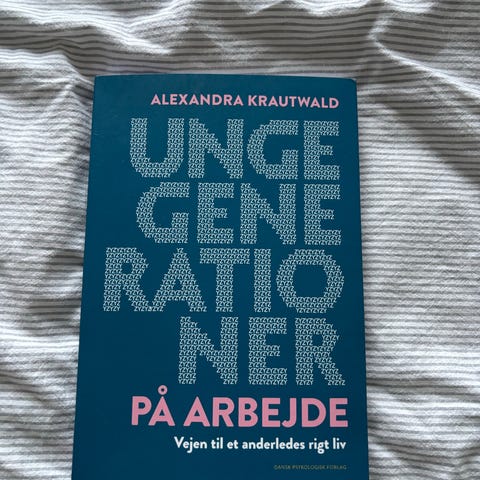 ALEXANDRA KRAUTWALD
UNGE
GENE
RATIO
NER
PÅ ARBEJDE
Vejen til et anderledes rigt liv
DANSK PSYKOLOGISK FORLAG